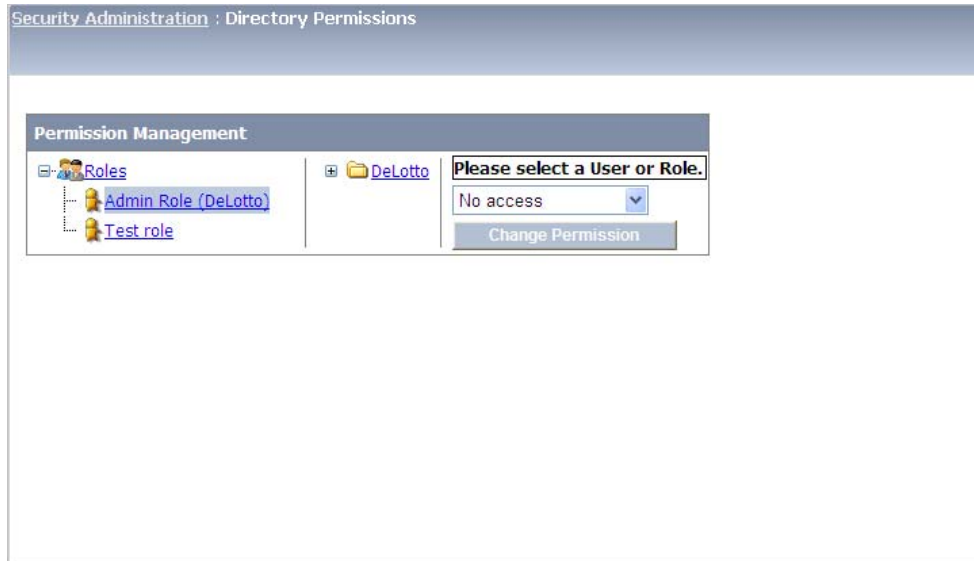 Security Administration : Directory Permissions
Permission Management
Roles
Admin Role (DeLotto)
Test role
DeLotto
Please select a User or Role.
No access
Change Permission